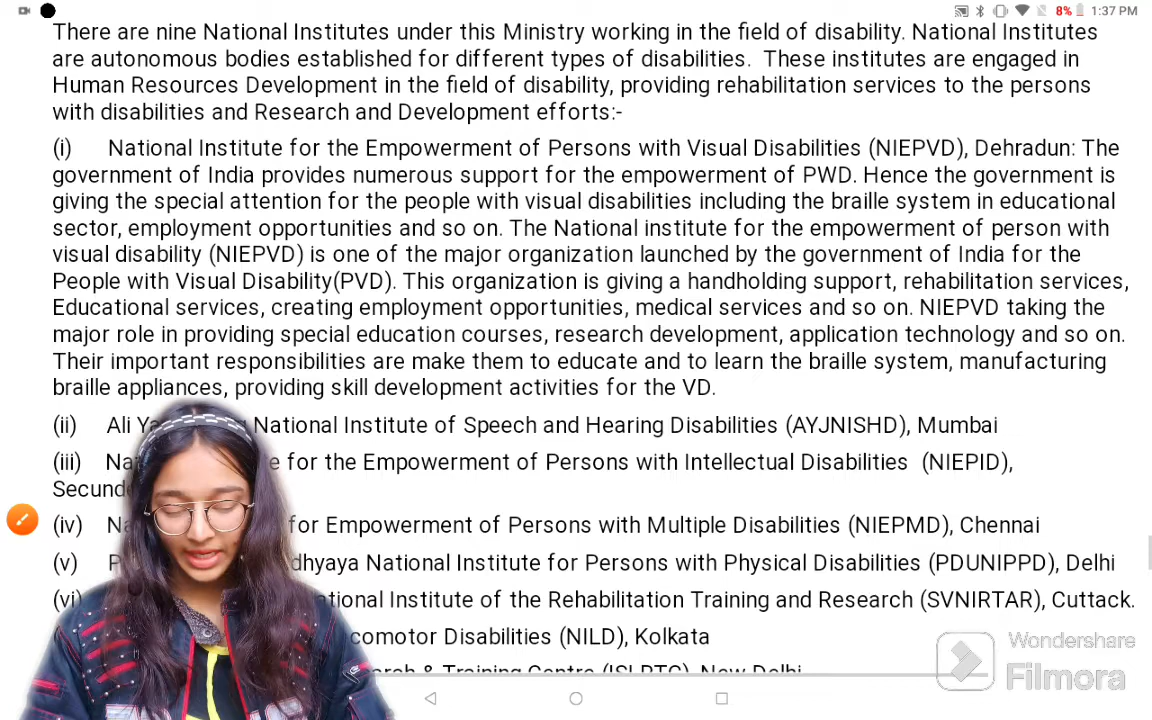 8% 1:37 PM
There are nine National Institutes under this Ministry working in the field of disability. National Institutes
are autonomous bodies established for different types of disabilities. These institutes are engaged in
Human Resources Development in the field of disability, providing rehabilitation services to the persons
with disabilities and Research and Development efforts:-
(i) National Institute for the Empowerment of Persons with Visual Disabilities (NIEPVD), Dehradun: The
government of India provides numerous support for the empowerment of PWD. Hence the government is
giving the special attention for the people with visual disabilities including the braille system in educational
sector, employment opportunities and so on. The National institute for the empowerment of person with
visual disability (NIEPVD) is one of the major organization launched by the government of India for the
People with Visual Disability(PVD). This organization is giving a handholding support, rehabilitation services,
Educational services, creating employment opportunities, medical services and so on. NIEPVD taking the
major role in providing special education courses, research development, application technology and so on.
Their important responsibilities are make them to educate and to learn the braille system, manufacturing
braille appliances, providing skill development activities for the VD.
(ii) Ali National Institute of Speech and Hearing Disabilities (AYJNISHD), Mumbai
(iii) for the Empowerment of Persons with Intellectual Disabilities (NIEPID),
(iv) for Empowerment of Persons with Multiple Disabilities (NIEPMD), Chennai
(v) National Institute for Persons with Physical Disabilities (PDUNIPPD), Delhi
(vi) Institute of the Rehabilitation Training and Research (SVNIRTAR), Cuttack.
Disabilities (NILD), Kolkata
& Training Centre (ISLRTC), New Delhi
Wondershare
Filmora